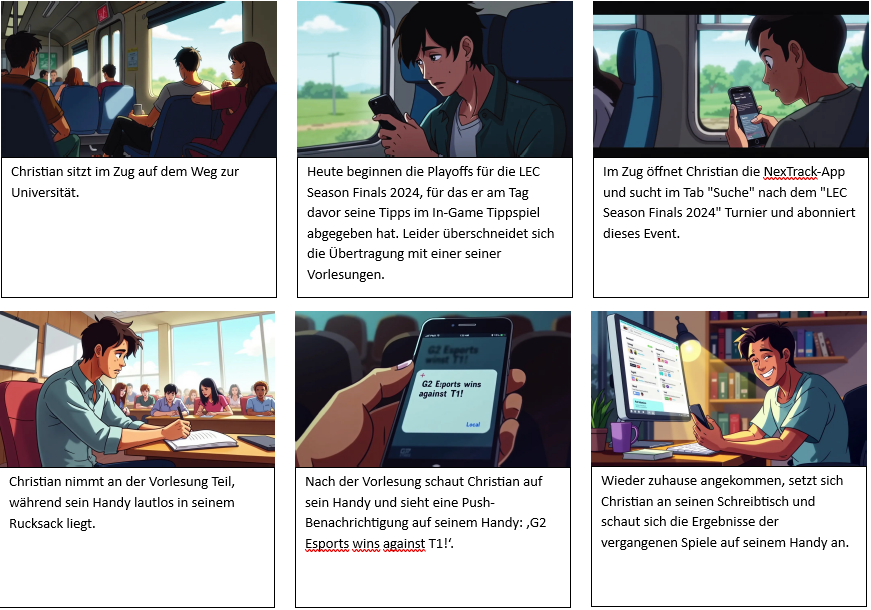 Christian sitzt im Zug auf dem Weg zur
Universität.
Heute beginnen die Playoffs für die LEC
Season Finals 2024, für das er am Tag
davor seine Tipps im In-Game Tippspiel
abgegeben hat. Leider überschneidet sich
die Übertragung mit einer seiner
Vorlesungen.
Im Zug öffnet Christian die NexTrack-App
und sucht im Tab "Suche" nach dem "LEC
Season Finals 2024" Turnier und abonniert
dieses Event.
G2 Esports
winst T1!
G2 Esports wins
against T1!
Local
Christian nimmt an der Vorlesung Teil,
während sein Handy lautlos in seinem
Rucksack liegt.
Nach der Vorlesung schaut Christian auf
sein Handy und sieht eine Push-
Benachrichtigung auf seinem Handy: ‚G2
Esports wins against T1!‘.
Wieder zuhause angekommen, setzt sich
Christian an seinen Schreibtisch und
schaut sich die Ergebnisse der
vergangenen Spiele auf seinem Handy an.